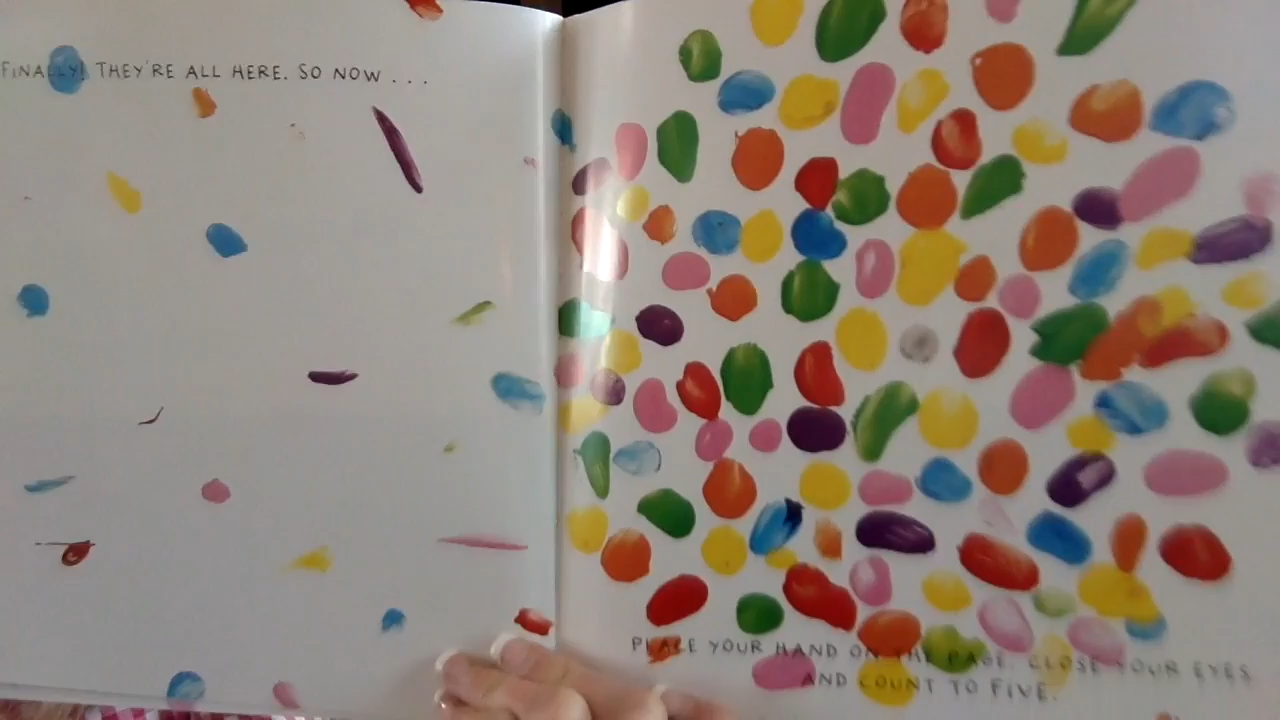 FINALLY! THEY'RE ALL HERE. SO NOW . . .
PLACE YOUR HAND ON THE PAGE. CLOSE YOUR EYES
AND COUNT TO FIVE.